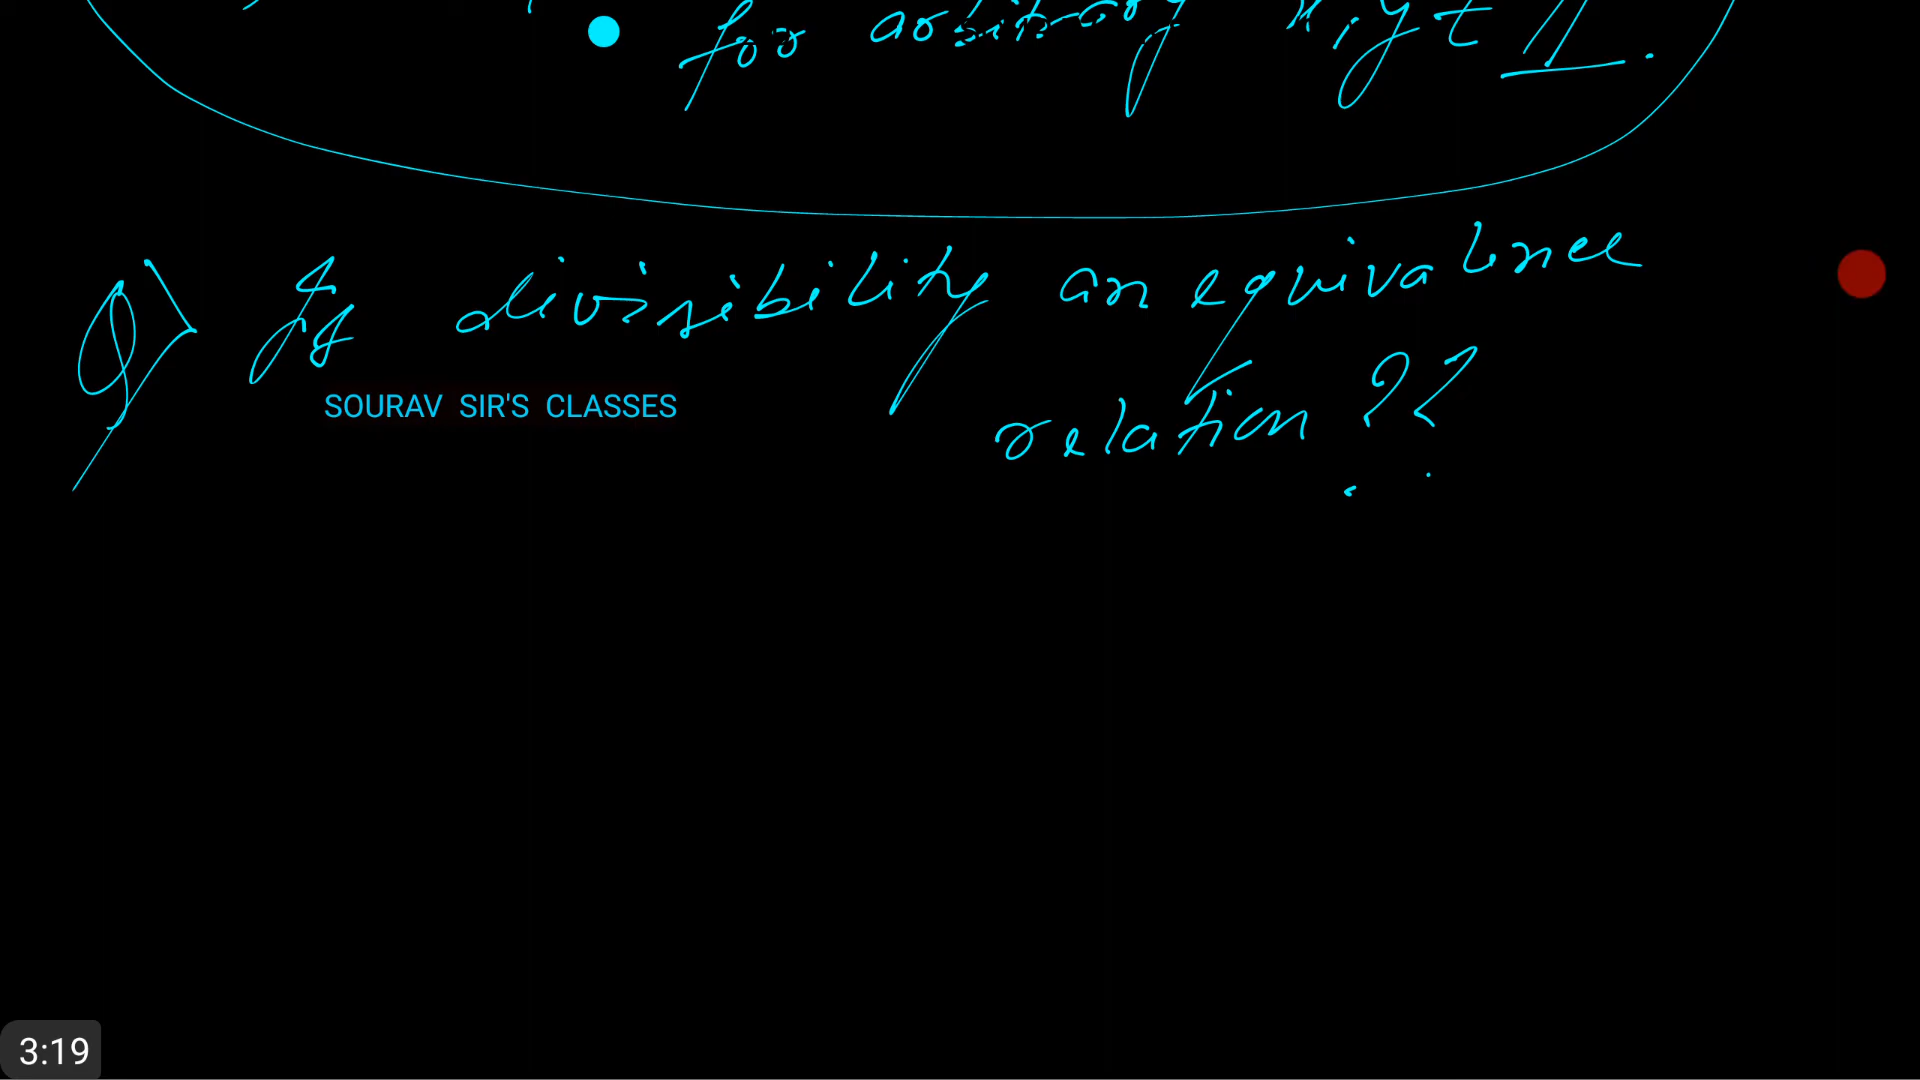 for arbitrary x, y, z
Q) Is divisibility an equivalence
SOURAV SIR'S CLASSES
relation ??
3:19